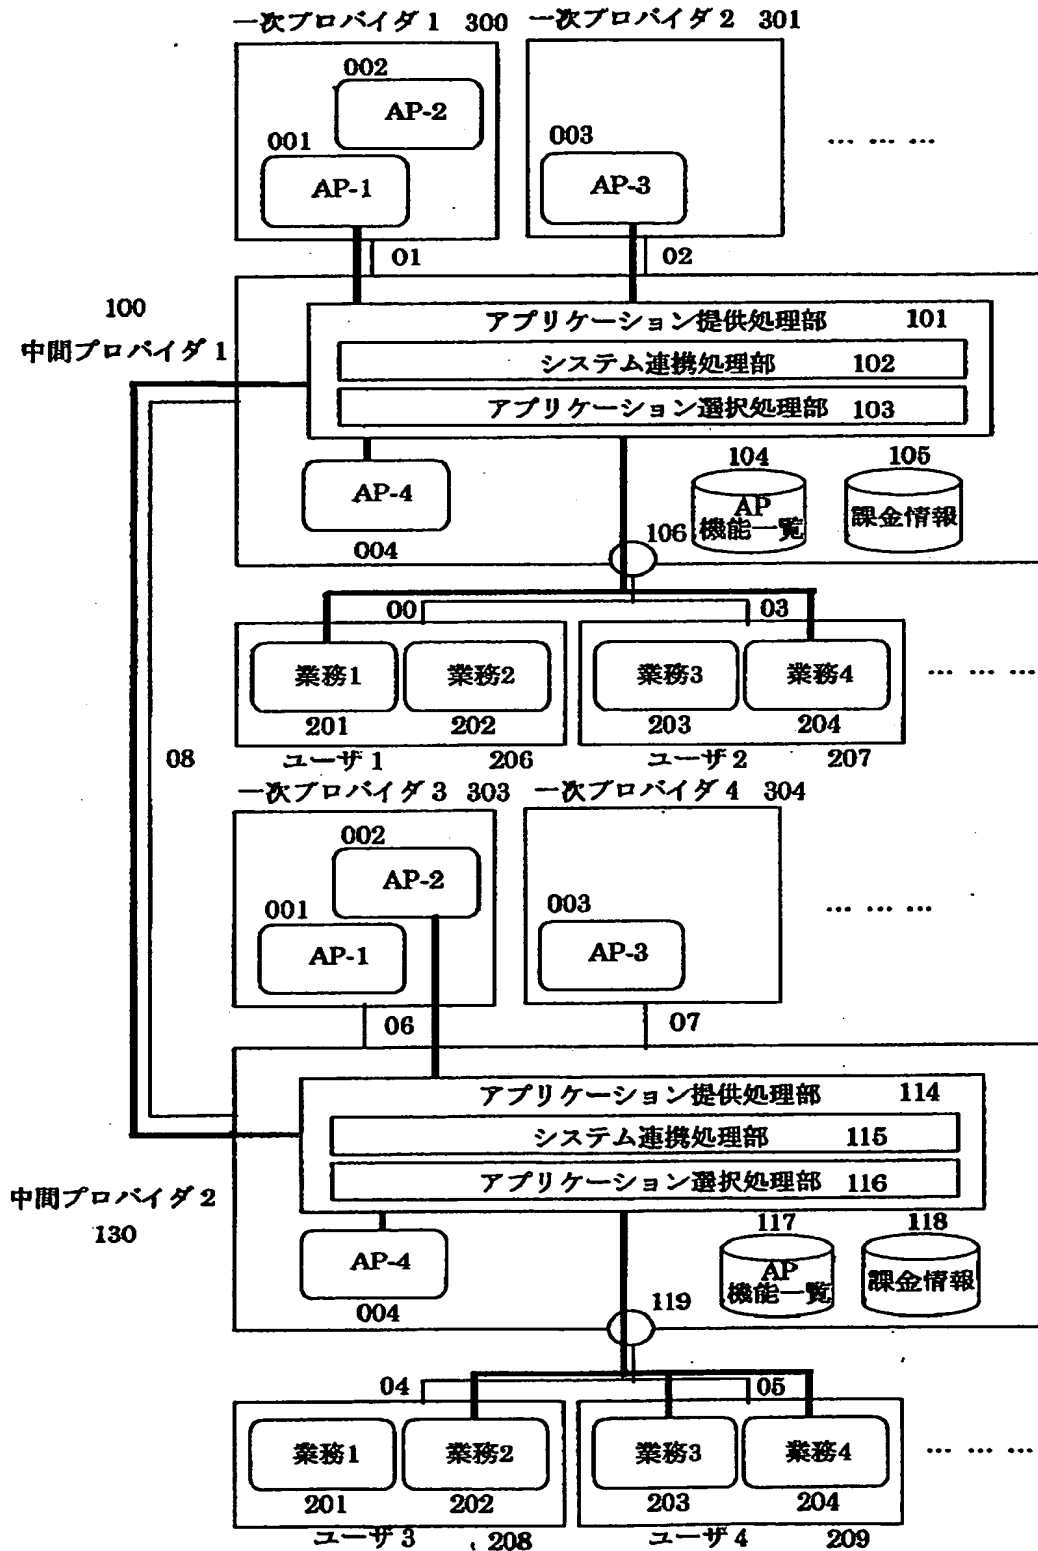 一次プロバイダ 1 300
一次プロバイダ 2 301
002
AP-2
001
AP-1
003
AP-3
... ... ...
01
02
100
中間プロバイダ 1
アプリケーション提供処理部 101
システム連携処理部 102
アプリケーション選択処理部 103
AP-4
004
104
AP
機能一覧
105
課金情報
106
00
03
業務1
業務2
業務3
業務4
... ... ...
201
202
203
204
ユーザ 1 206
ユーザ 2 207
08
一次プロバイダ 3 303
一次プロバイダ 4 304
002
AP-2
001
AP-1
003
AP-3
... ... ...
06
07
アプリケーション提供処理部 114
システム連携処理部 115
アプリケーション選択処理部 116
中間プロバイダ 2
130
AP-4
004
117
AP
機能一覧
118
課金情報
119
04
05
業務1
業務2
業務3
業務4
... ... ...
201
202
203
204
ユーザ 3 208
ユーザ 4 209